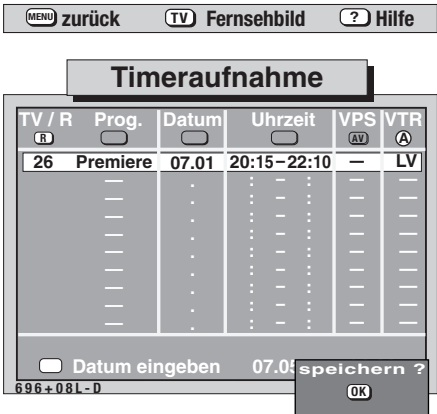 MENU zurück TV Fernsehbild ? Hilfe
Timeraufnahme
TV / R Prog. Datum Uhrzeit VPS VTR
R AV A
26 Premiere 07.01 20:15-22:10 — LV
— . : – : — —
— . : – : — —
— . : – : — —
— . : – : — —
— . : – : — —
— . : – : — —
— . : – : — —
— . : – : — —
Datum eingeben 07.05
speichern ?
OK
696+08L-D